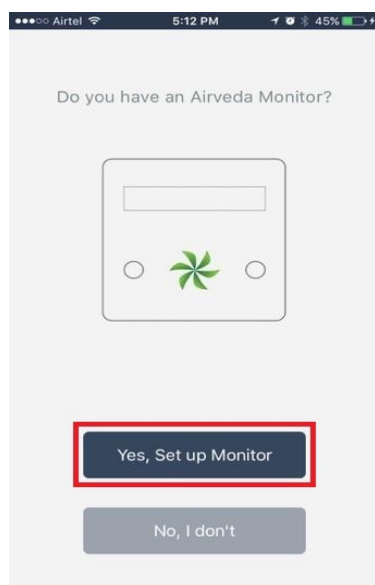 Airtel 5:12 PM 45%
Do you have an Airveda Monitor?
Yes, Set up Monitor
No, I don't